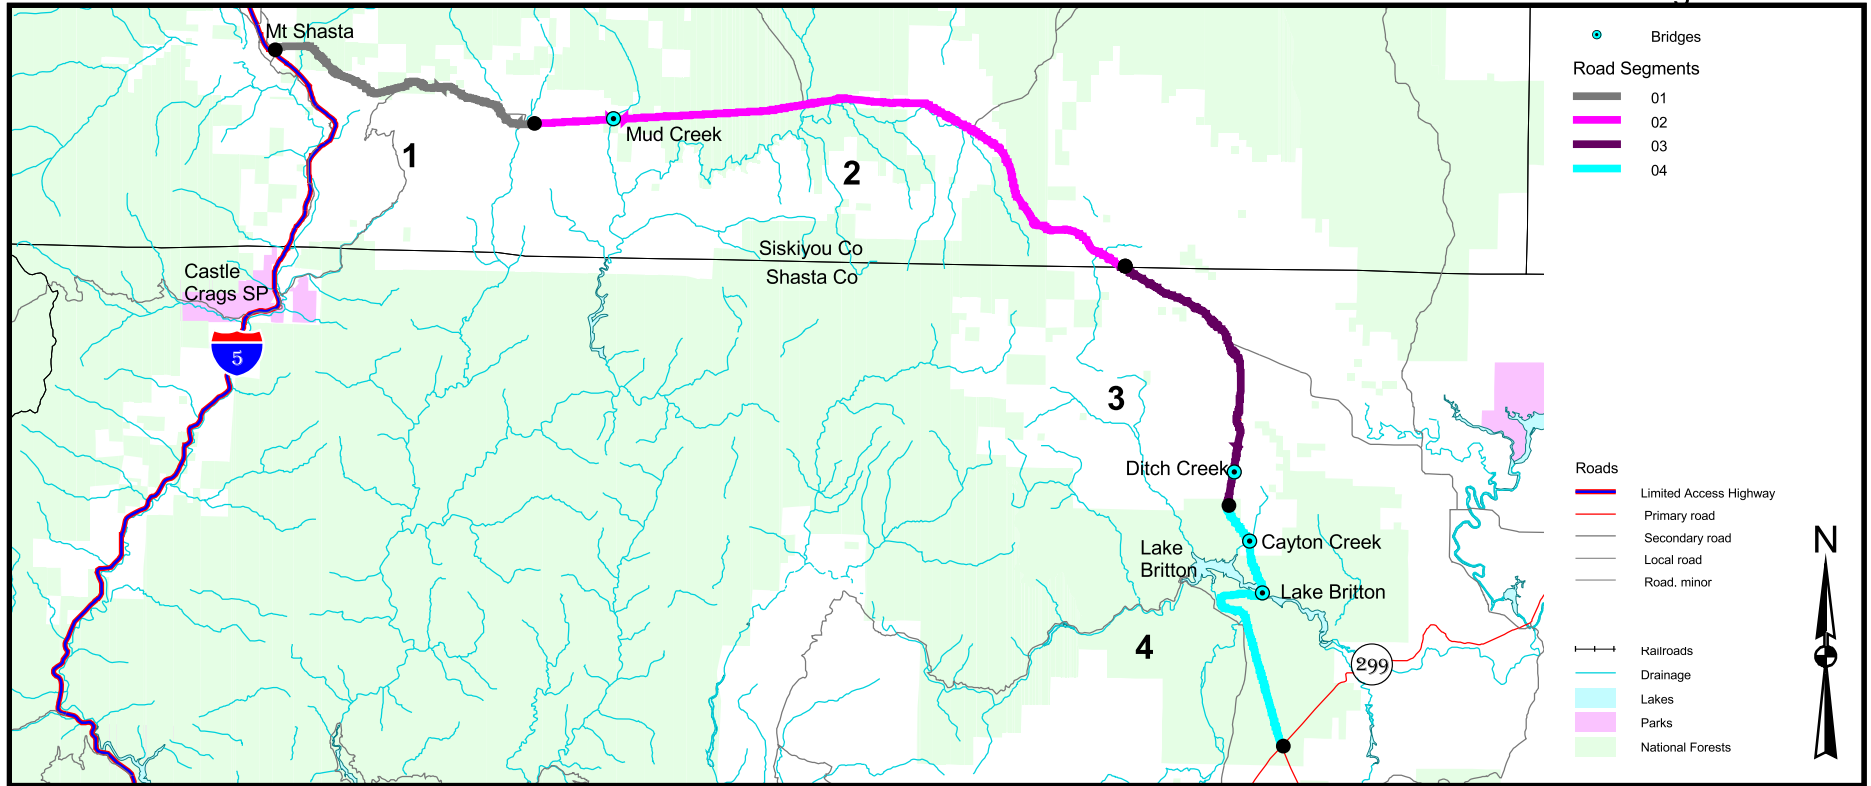 Mt Shasta
Mud Creek
1
2
Siskiyou Co
Shasta Co
Castle
Crags SP
5
3
Ditch Creek
Cayton Creek
Lake
Britton
Lake Britton
4
299
Bridges
Road Segments
01
02
03
04
Roads
Limited Access Highway
Primary road
Secondary road
Local road
Road, minor
Railroads
Drainage
Lakes
Parks
National Forests
N